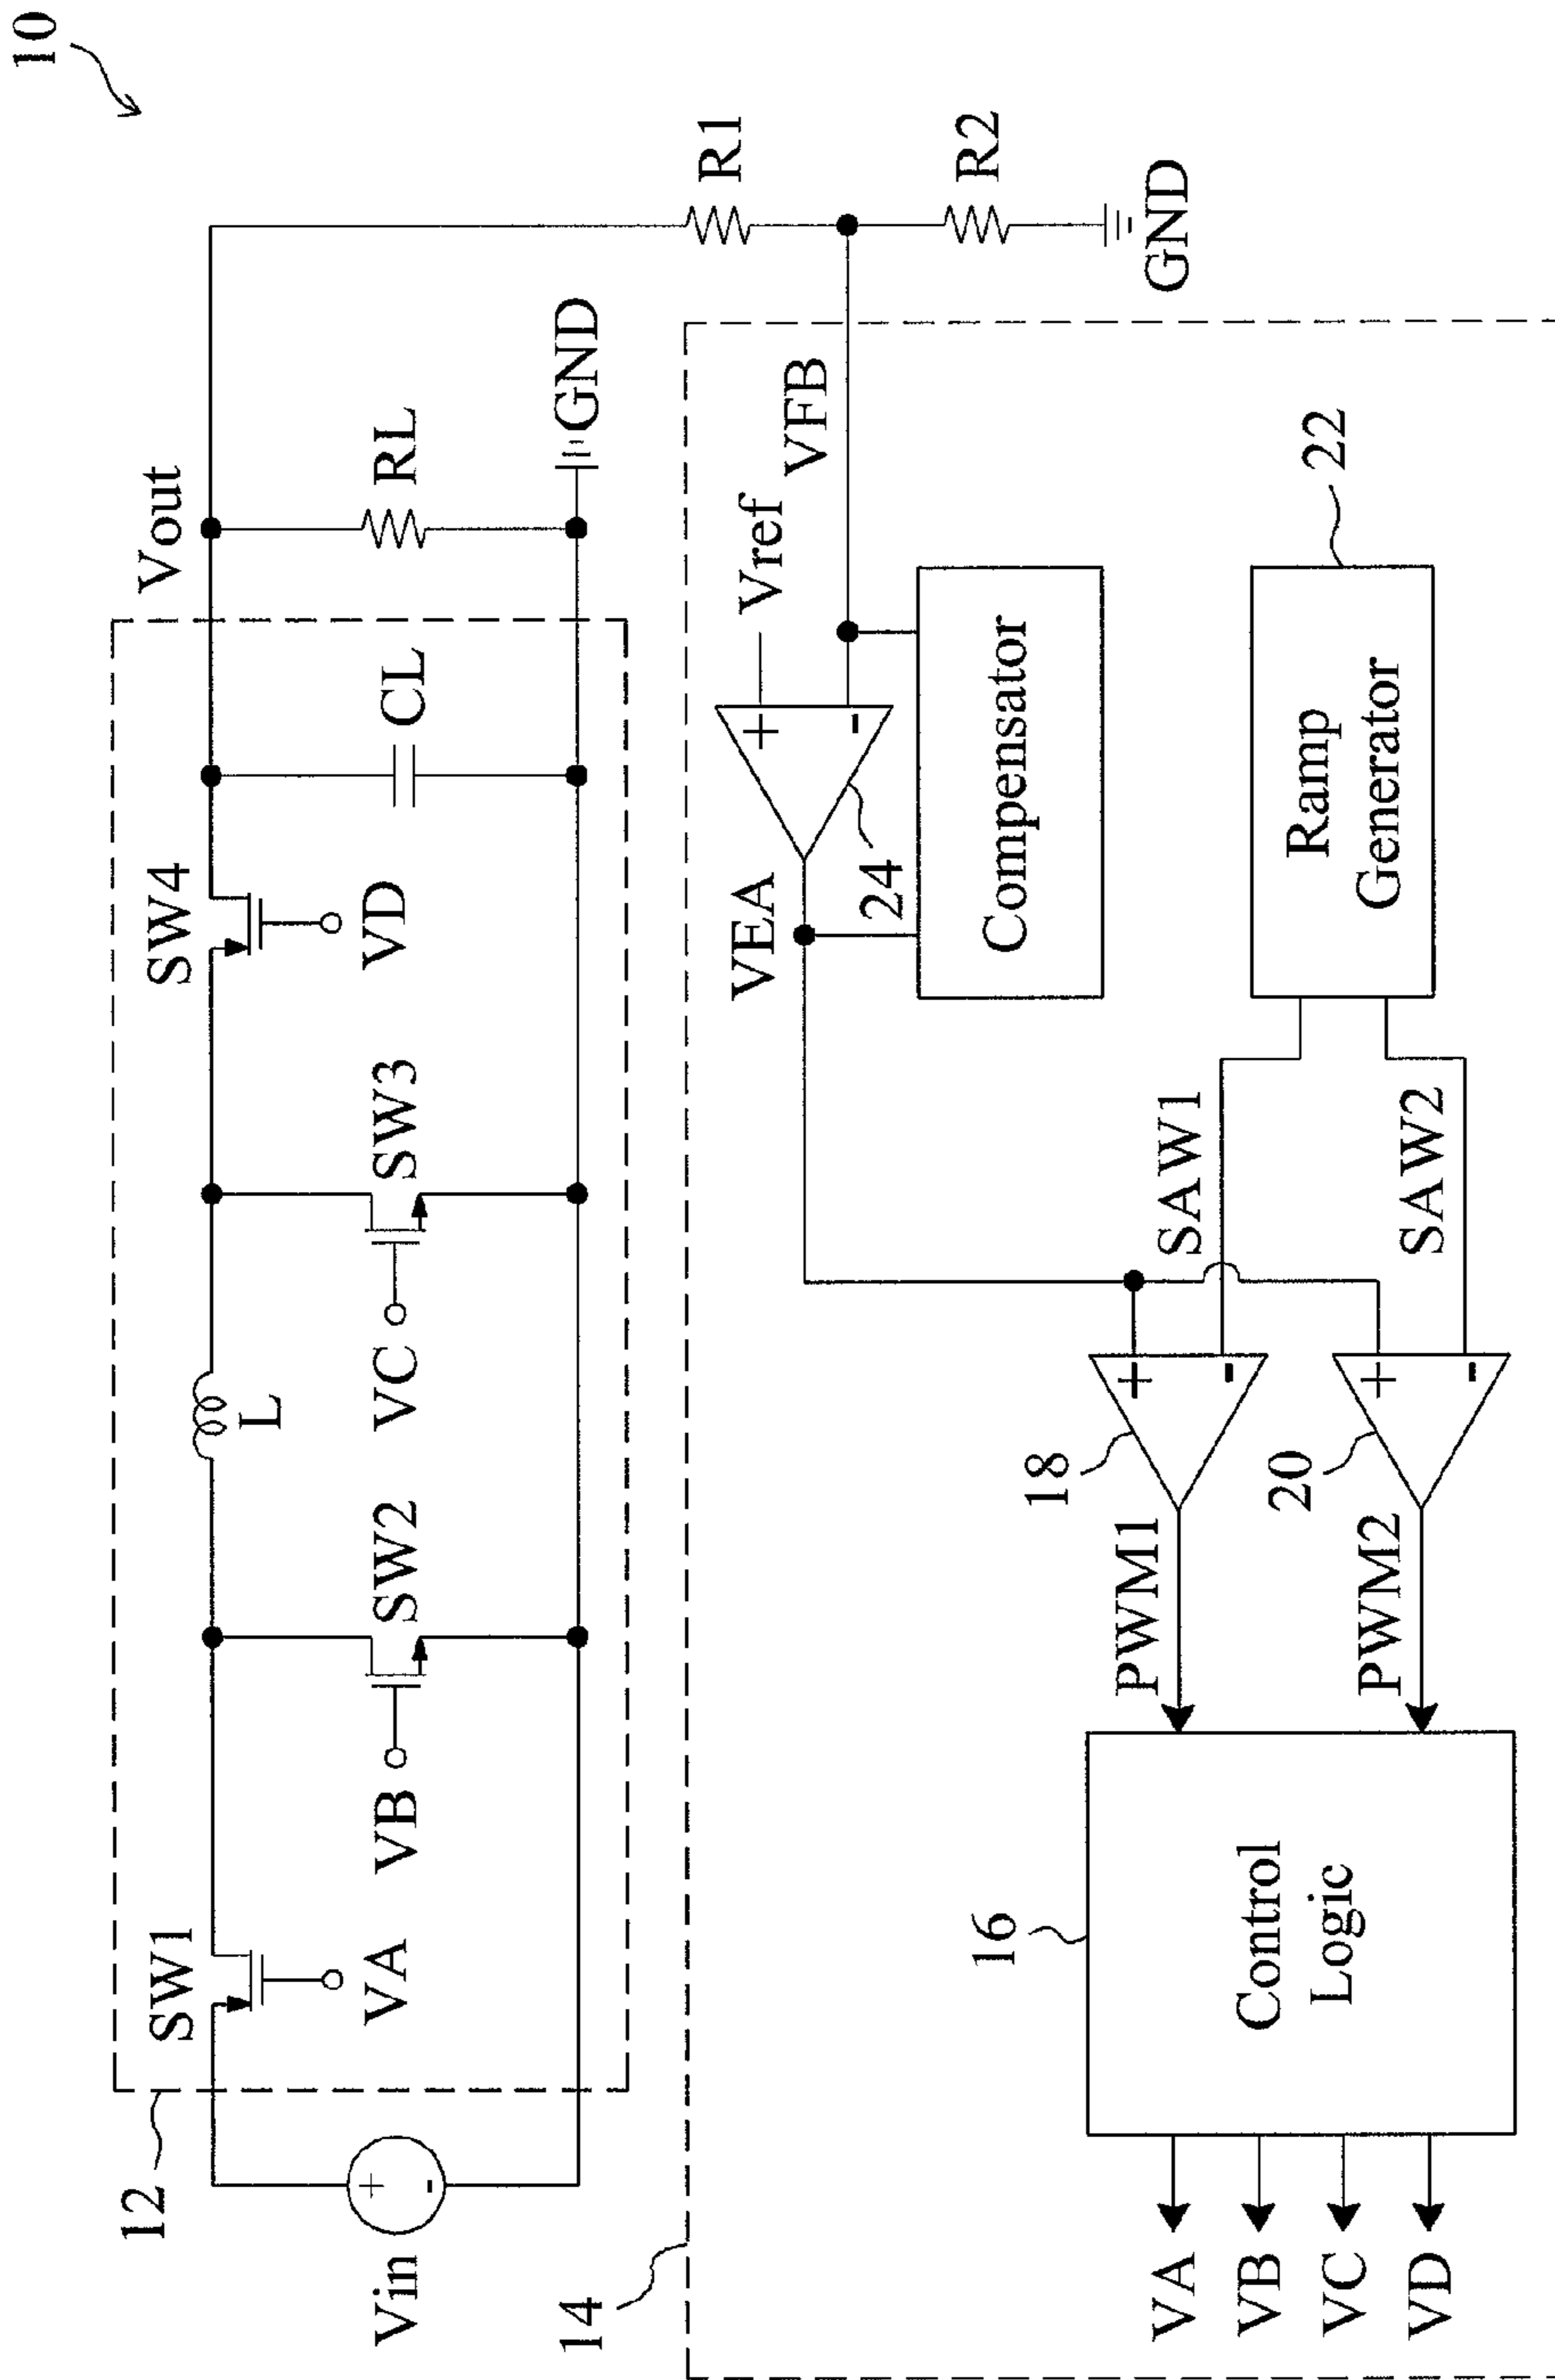 10
12
SW1
SW4
Vout
L
VA
VB
SW2
VC
SW3
VD
CL
RL
Vin
GND
14
R1
VEA
Vref
VFB
24
R2
Compensator
GND
16
18
PWM1
SAW1
VA
VB
VC
VD
Control
Logic
20
PWM2
SAW2
Ramp
Generator
22
+
-
+
-
+
-
+
-